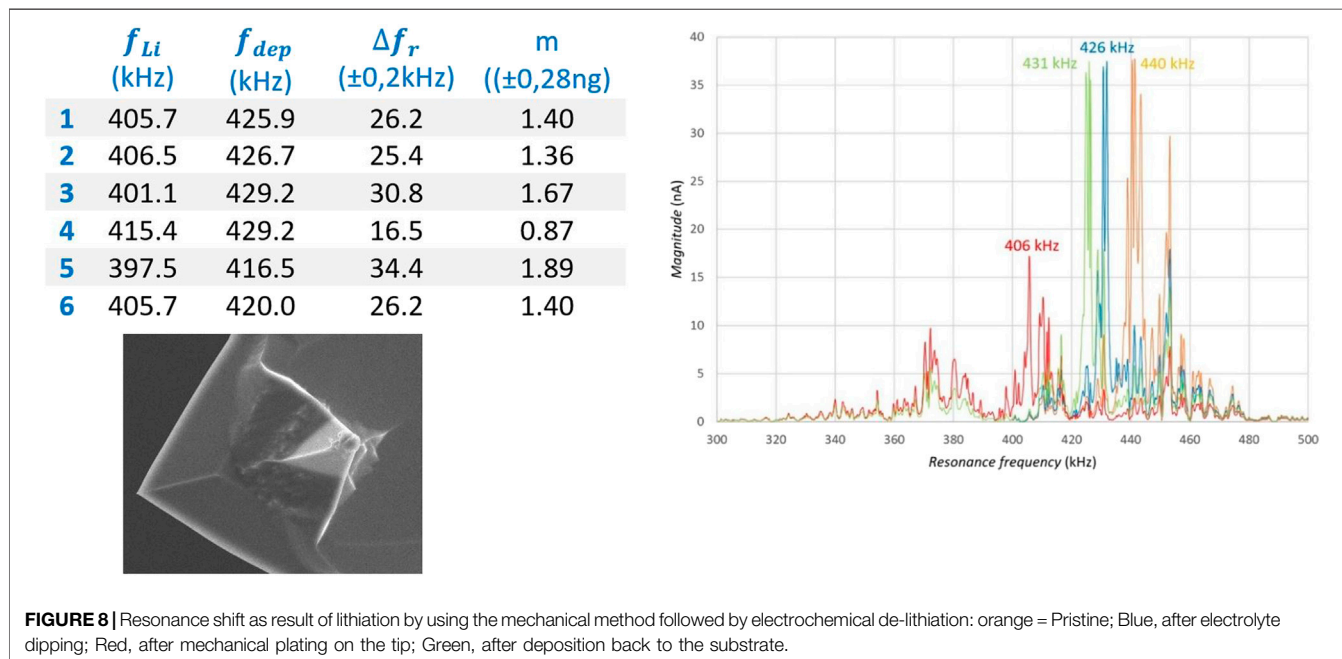 f Li f dep Δf r m
(kHz) (kHz) (±0,2kHz) ((±0,28ng)
1 405.7 425.9 26.2 1.40
2 406.5 426.7 25.4 1.36
3 401.1 429.2 30.8 1.67
4 415.4 429.2 16.5 0.87
5 397.5 416.5 34.4 1.89
6 405.7 420.0 26.2 1.40
40
35
30
25
20
15
10
5
0
Magnitude (nA)
426 kHz
431 kHz
440 kHz
406 kHz
300 320 340 360 380 400 420 440 460 480 500
Resonance frequency (kHz)
FIGURE 8 | Resonance shift as result of lithiation by using the mechanical method followed by electrochemical de-lithiation: orange = Pristine; Blue, after electrolyte
dipping; Red, after mechanical plating on the tip; Green, after deposition back to the substrate.